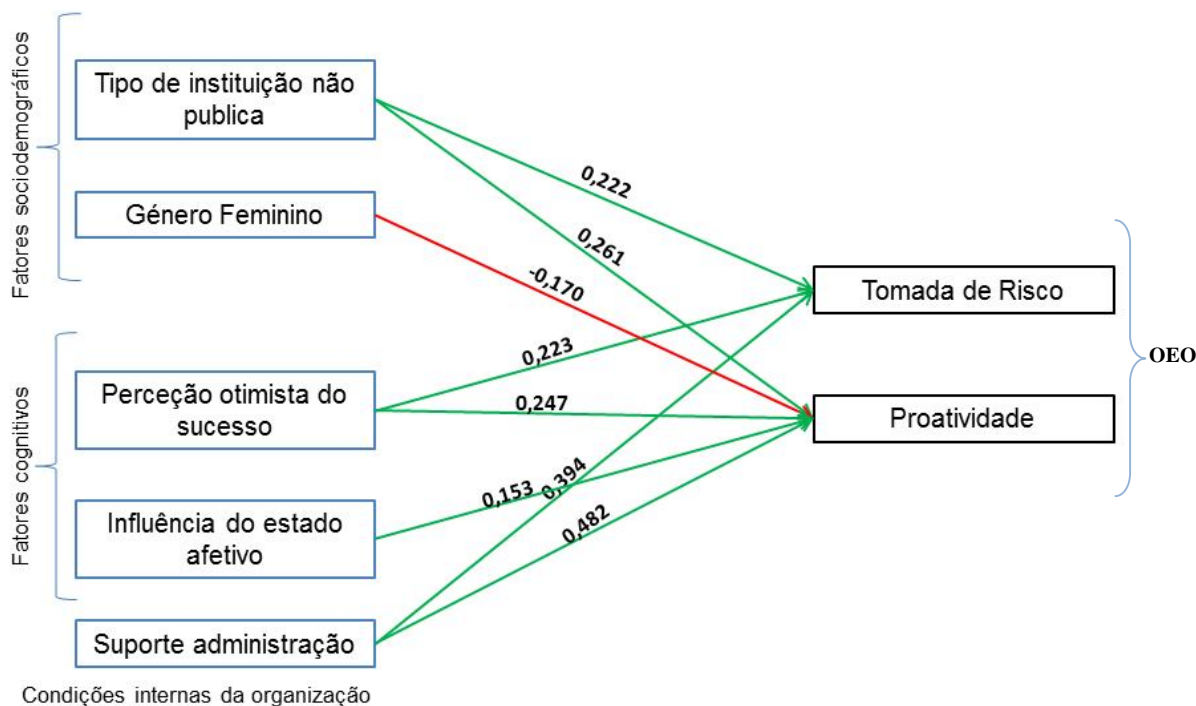 Fatores sociodemográficos
Tipo de instituição não
publica
Género Feminino
Fatores cognitivos
Perceção otimista do
sucesso
Influência do estado
afetivo
Suporte administração
Condições internas da organização
0,222
0,261
-0,170
0,223
0,247
0,153
0,394
0,482
Tomada de Risco
Proatividade
OEO